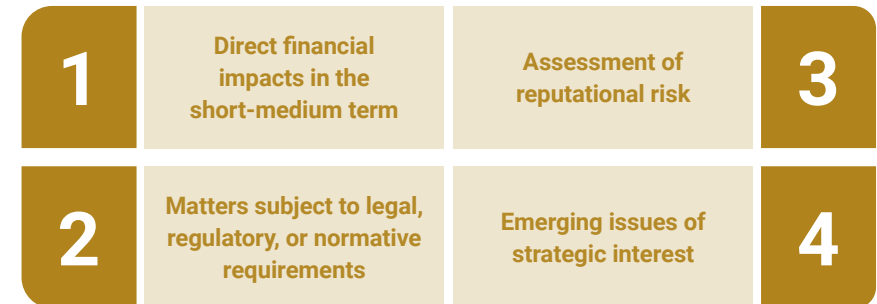 1
Direct financial
impacts in the
short-medium term
2
Matters subject to legal,
regulatory, or normative
requirements
Assessment of
reputational risk
3
Emerging issues of
strategic interest
4